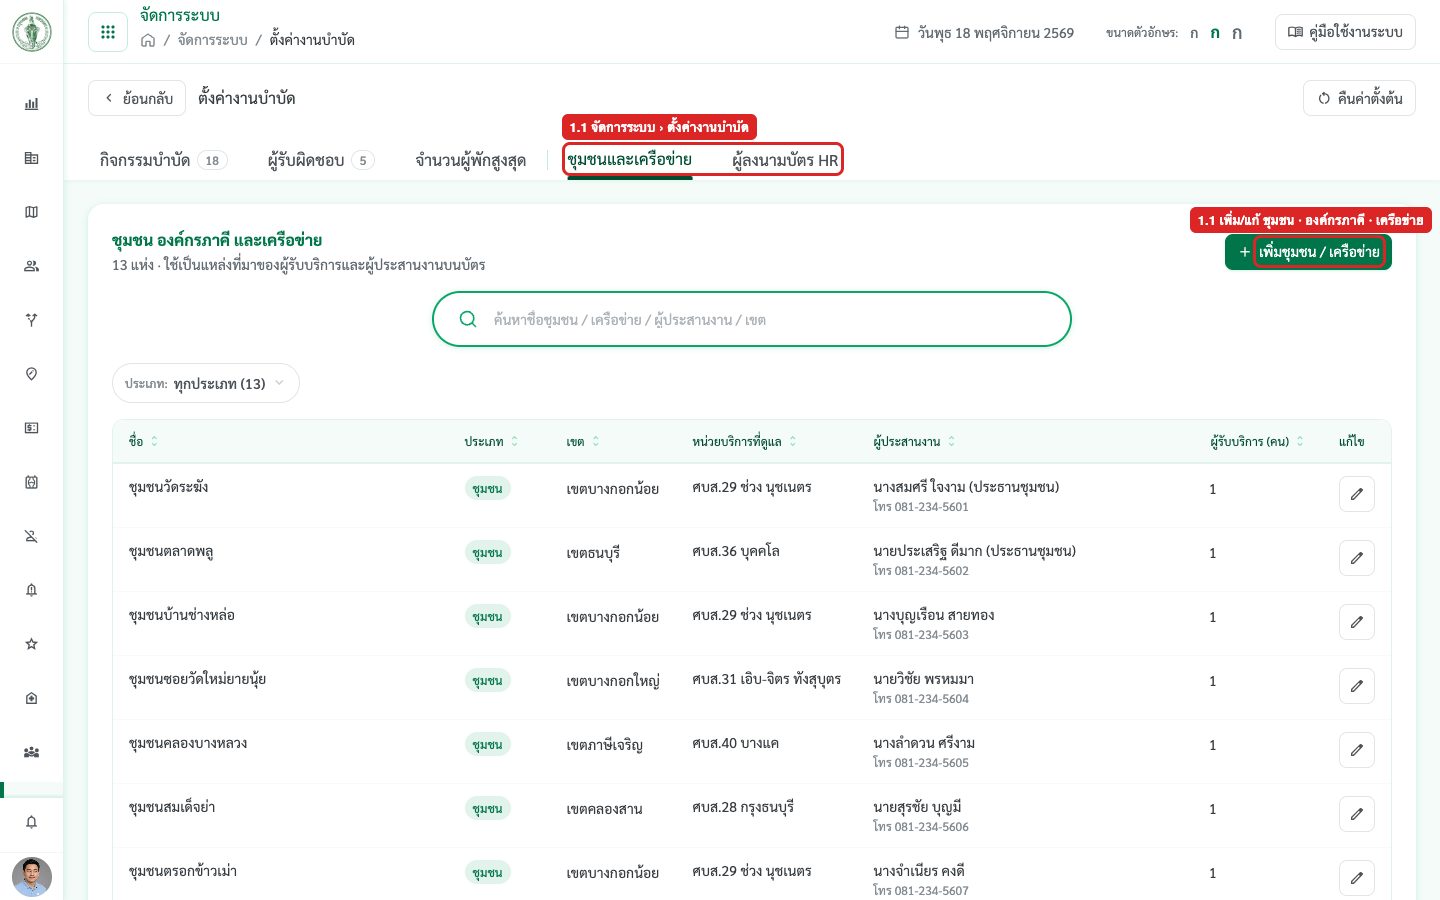 จัดการระบบ
/ จัดการระบบ / ตั้งค่างานบำบัด
วันพุธ 18 พฤศจิกายน 2569
ขนาดตัวอักษร: ก ก ก
คู่มือใช้งานระบบ
ย้อนกลับ
ตั้งค่างานบำบัด
คืนค่าตั้งต้น
1.1 จัดการระบบ › ตั้งค่างานบำบัด
กิจกรรมบำบัด 18
ผู้รับผิดชอบ 5
จำนวนผู้พักสูงสุด
ชุมชนและเครือข่าย
ผู้ลงนามบัตร HR
1.1 เพิ่ม/แก้ ชุมชน · องค์กรภาคี · เครือข่าย
ชุมชน องค์กรภาคี และเครือข่าย
13 แห่ง · ใช้เป็นแหล่งที่มาของผู้รับบริการและผู้ประสานงานบนบัตร
+ เพิ่มชุมชน / เครือข่าย
ค้นหาชื่อชุมชน / เครือข่าย / ผู้ประสานงาน / เขต
ประเภท: ทุกประเภท (13)
ชื่อ ประเภท เขต หน่วยบริการที่ดูแล ผู้ประสานงาน ผู้รับบริการ (คน) แก้ไข
ชุมชนวัดระฆัง ชุมชน เขตบางกอกน้อย ศบส.29 ช่วง นุชเนตร นางสมศรี ใจงาม (ประธานชุมชน) 1
โทร 081-234-5601
ชุมชนตลาดพลู ชุมชน เขตธนบุรี ศบส.36 บุคคโล นายประเสริฐ ดีมาก (ประธานชุมชน) 1
โทร 081-234-5602
ชุมชนบ้านช่างหล่อ ชุมชน เขตบางกอกน้อย ศบส.29 ช่วง นุชเนตร นางบุญเรือน สายทอง 1
โทร 081-234-5603
ชุมชนซอยวัดใหม่ยายนุ้ย ชุมชน เขตบางกอกใหญ่ ศบส.31 เอิบ-จิตร ทังสุบุตร นายวิชัย พรหมมา 1
โทร 081-234-5604
ชุมชนคลองบางหลวง ชุมชน เขตภาษีเจริญ ศบส.40 บางแค นางลำดวน ศรีงาม 1
โทร 081-234-5605
ชุมชนสมเด็จย่า ชุมชน เขตคลองสาน ศบส.28 กรุงธนบุรี นายสุรชัย บุญมี 1
โทร 081-234-5606
ชุมชนตรอกข้าวเม่า ชุมชน เขตบางกอกน้อย ศบส.29 ช่วง นุชเนตร นางจำเนียร คงดี 1
โทร 081-234-5607